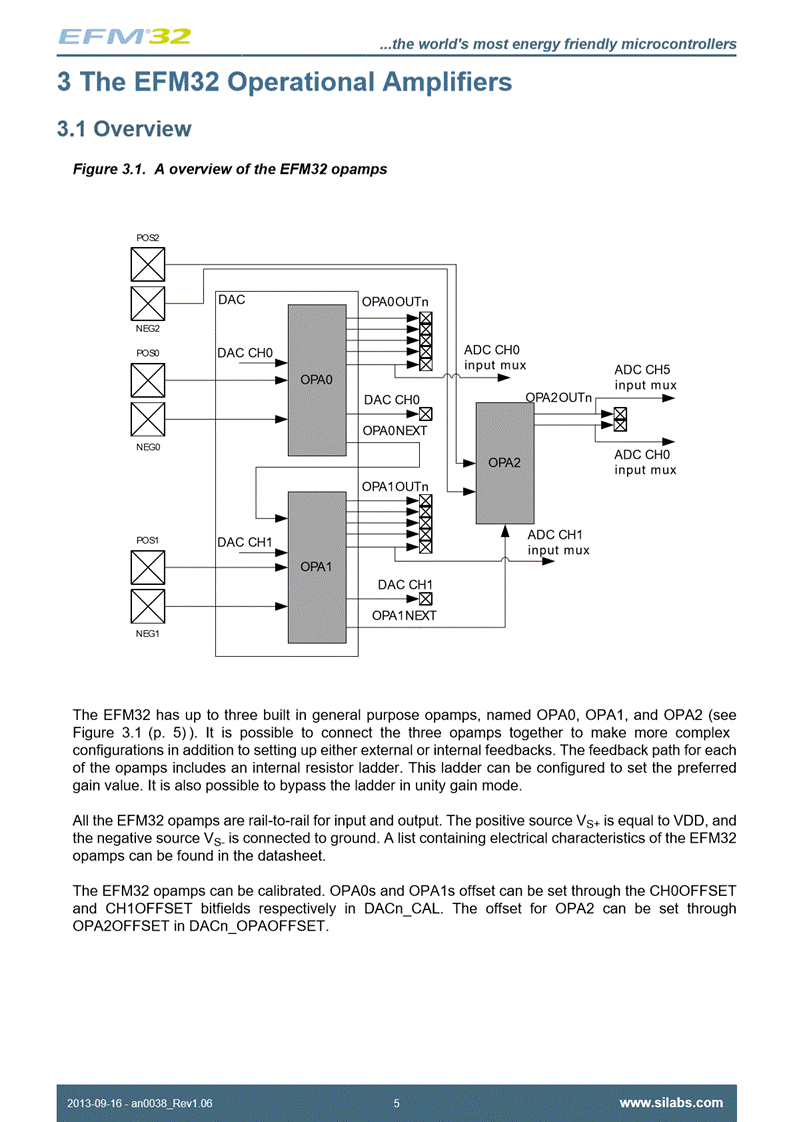 EFM®32
...the world's most energy friendly microcontrollers
3 The EFM32 Operational Amplifiers
3.1 Overview
Figure 3.1. A overview of the EFM32 opamps
POS2
NEG2
DAC
OPA0OUTn
POS0
DAC CH0
ADC CH0
input mux
OPA0
ADC CH5
input mux
DAC CH0
OPA2OUTn
OPA0NEXT
NEG0
OPA2
ADC CH0
input mux
OPA1OUTn
POS1
DAC CH1
ADC CH1
input mux
OPA1
DAC CH1
OPA1NEXT
NEG1
The EFM32 has up to three built in general purpose opamps, named OPA0, OPA1, and OPA2 (see
Figure 3.1 (p. 5) ). It is possible to connect the three opamps together to make more complex
configurations in addition to setting up either external or internal feedbacks. The feedback path for each
of the opamps includes an internal resistor ladder. This ladder can be configured to set the preferred
gain value. It is also possible to bypass the ladder in unity gain mode.
All the EFM32 opamps are rail-to-rail for input and output. The positive source VS+ is equal to VDD, and
the negative source VS- is connected to ground. A list containing electrical characteristics of the EFM32
opamps can be found in the datasheet.
The EFM32 opamps can be calibrated. OPA0s and OPA1s offset can be set through the CH0OFFSET
and CH1OFFSET bitfields respectively in DACn_CAL. The offset for OPA2 can be set through
OPA2OFFSET in DACn_OPAOFFSET.
2013-09-16 - an0038_Rev1.06
5
www.silabs.com